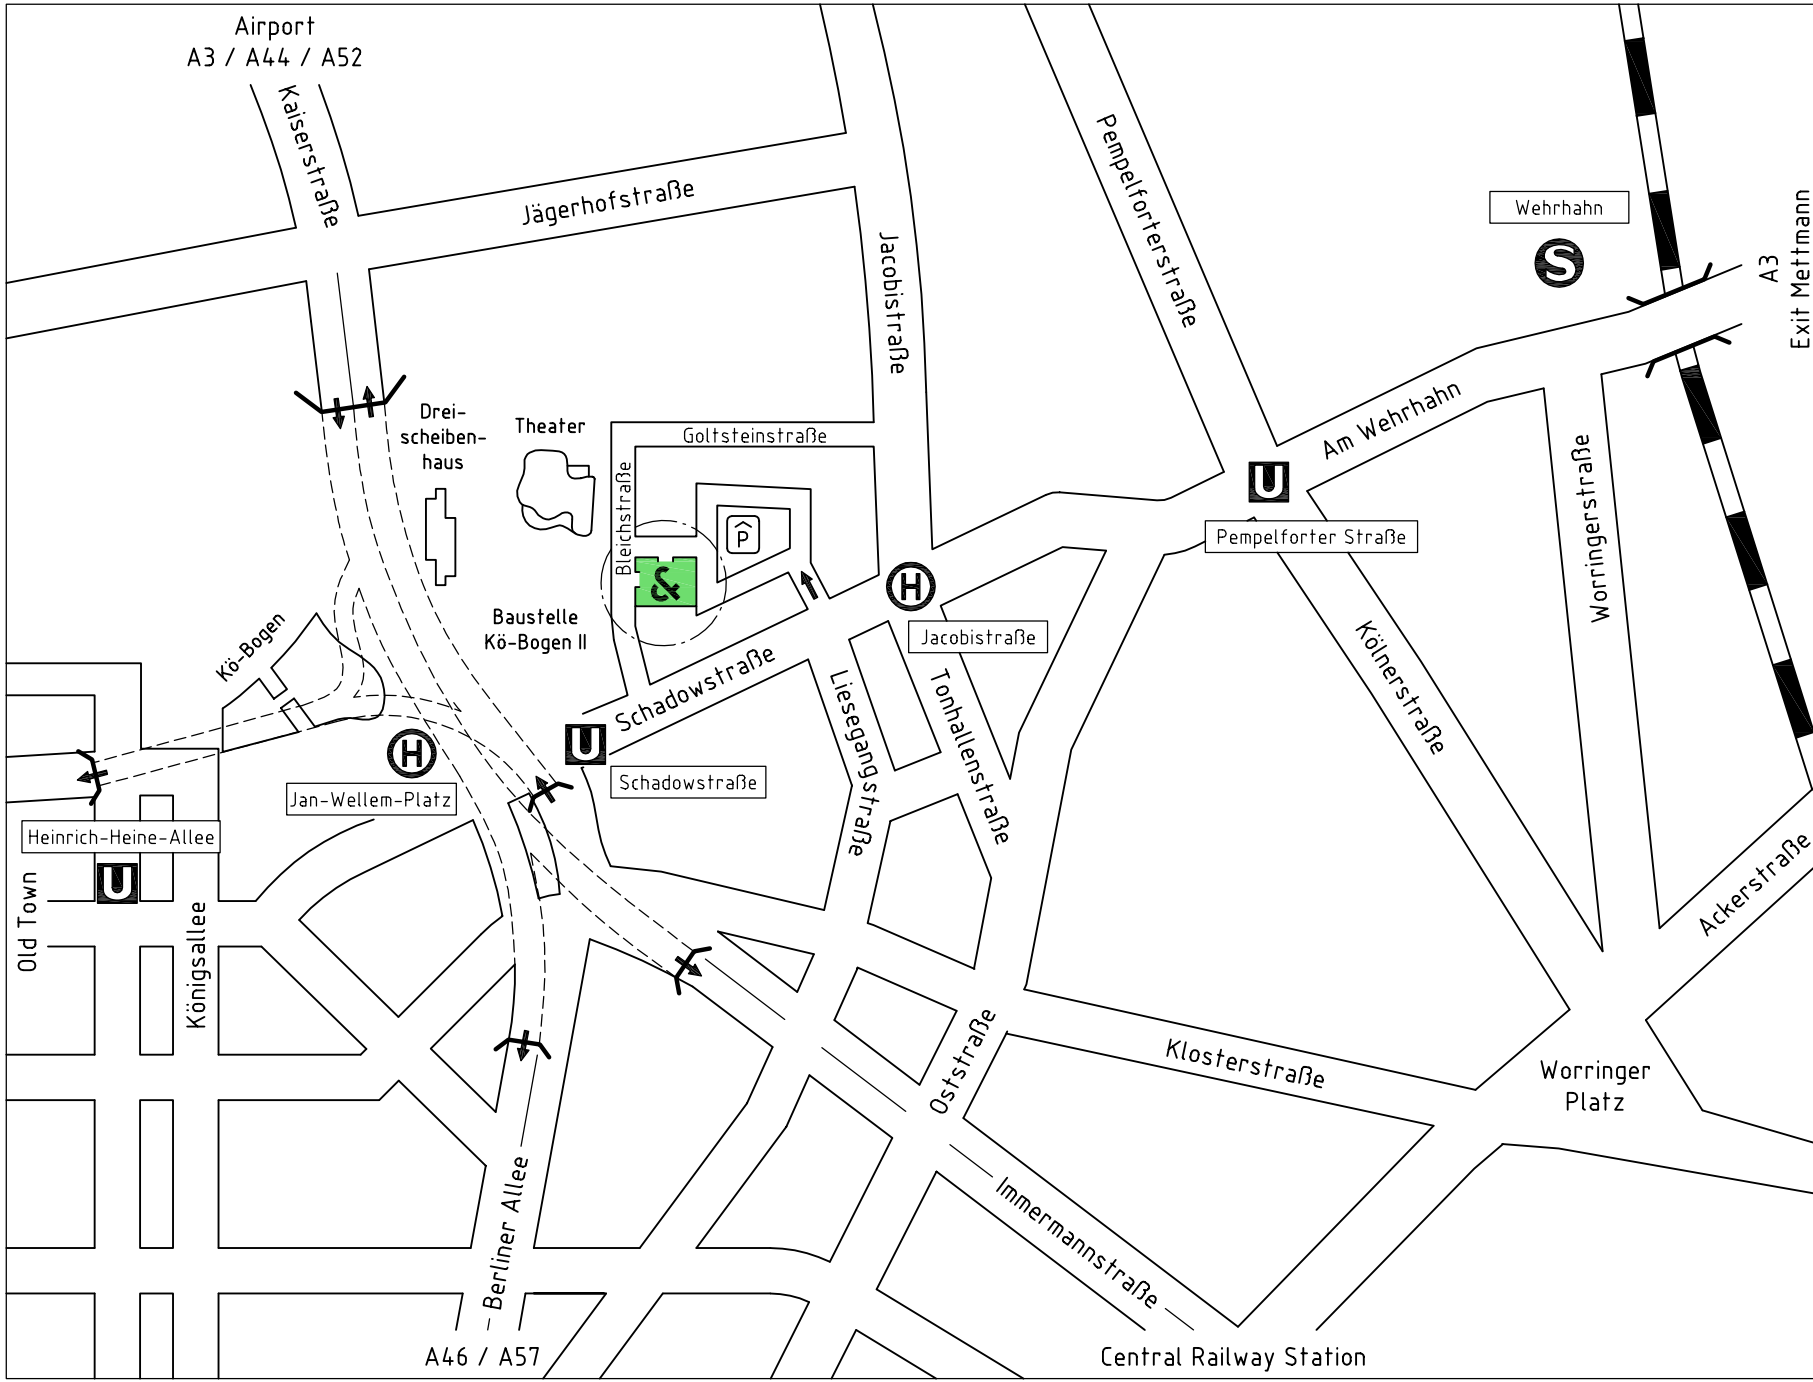 Airport
A3 / A44 / A52
Kaiserstraße
Jägerhofstraße
Jacobistraße
Pempelforterstraße
Wehrhahn
S
A3
Exit Mettmann
Drei-
scheiben-
haus
Theater
Goltsteinstraße
Bleichstraße
P
&
Am Wehrhahn
U
Pempelforter Straße
Worringerstraße
H
Jacobistraße
Baustelle
Kö-Bogen II
Kö-Bogen
Schadowstraße
Liesegangstraße
Tonhallenstraße
Kölnerstraße
U
Schadowstraße
H
Jan-Wellem-Platz
Heinrich-Heine-Allee
U
Old Town
Königsallee
Ackerstraße
Oststraße
Klosterstraße
Worringer
Platz
Immermannstraße
Berliner Allee
A46 / A57
Central Railway Station